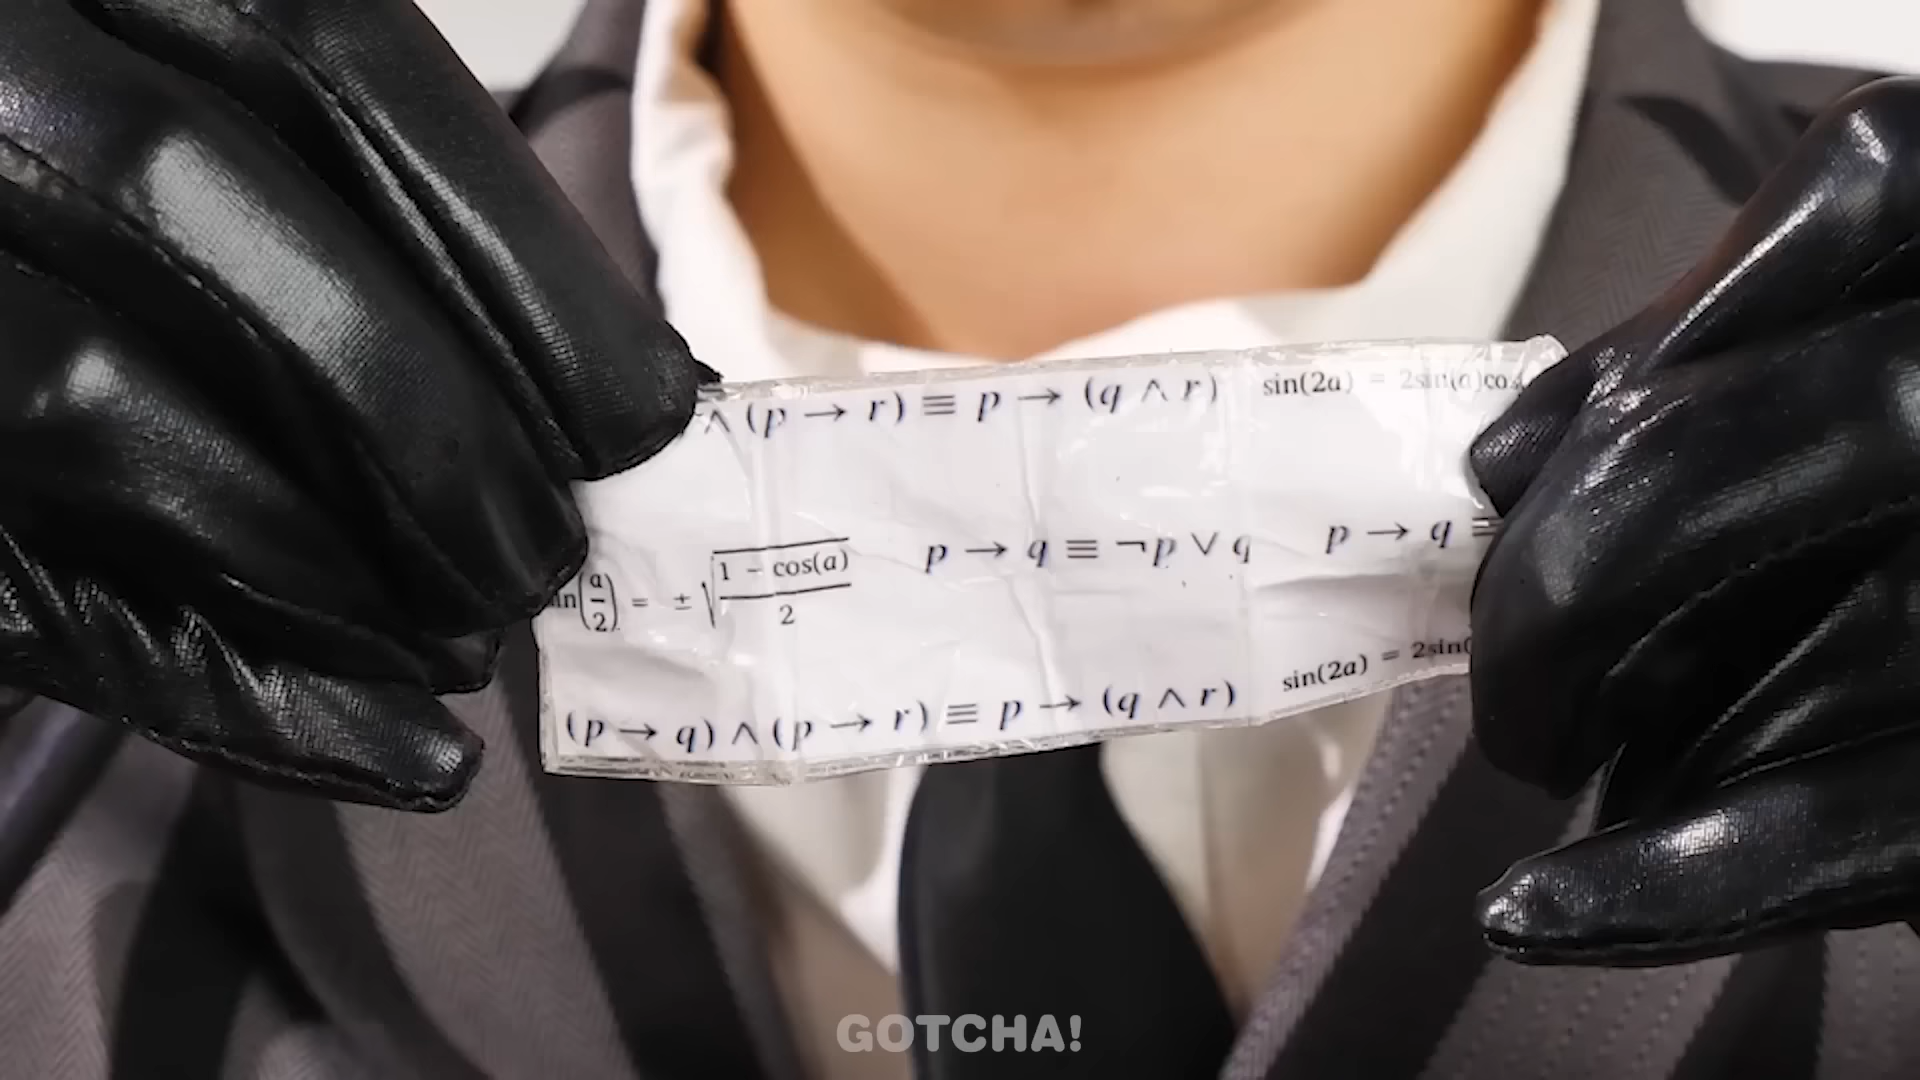 ∧ (p → r) ≡ p → (q ∧ r) sin(2a) = 2sin(a)cos
sin(a/2) = ± √((1 − cos(a))/2) p → q ≡ ¬p ∨ q p → q ≡
(p → q) ∧ (p → r) ≡ p → (q ∧ r) sin(2a) = 2sin(
GOTCHA!